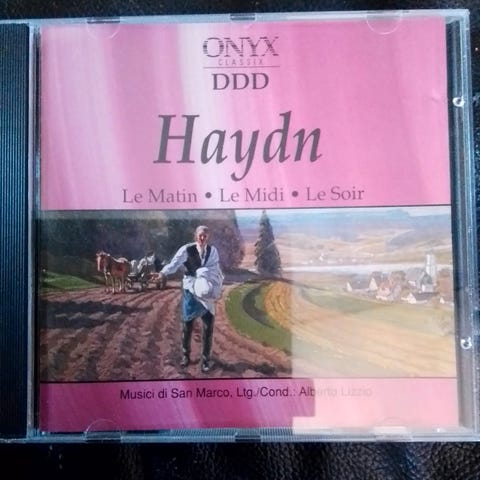 ONYX
CLASSIX
DDD
Haydn
Le Matin • Le Midi • Le Soir
Musici di San Marco, Ltg./Cond.: Alberto Lizzio